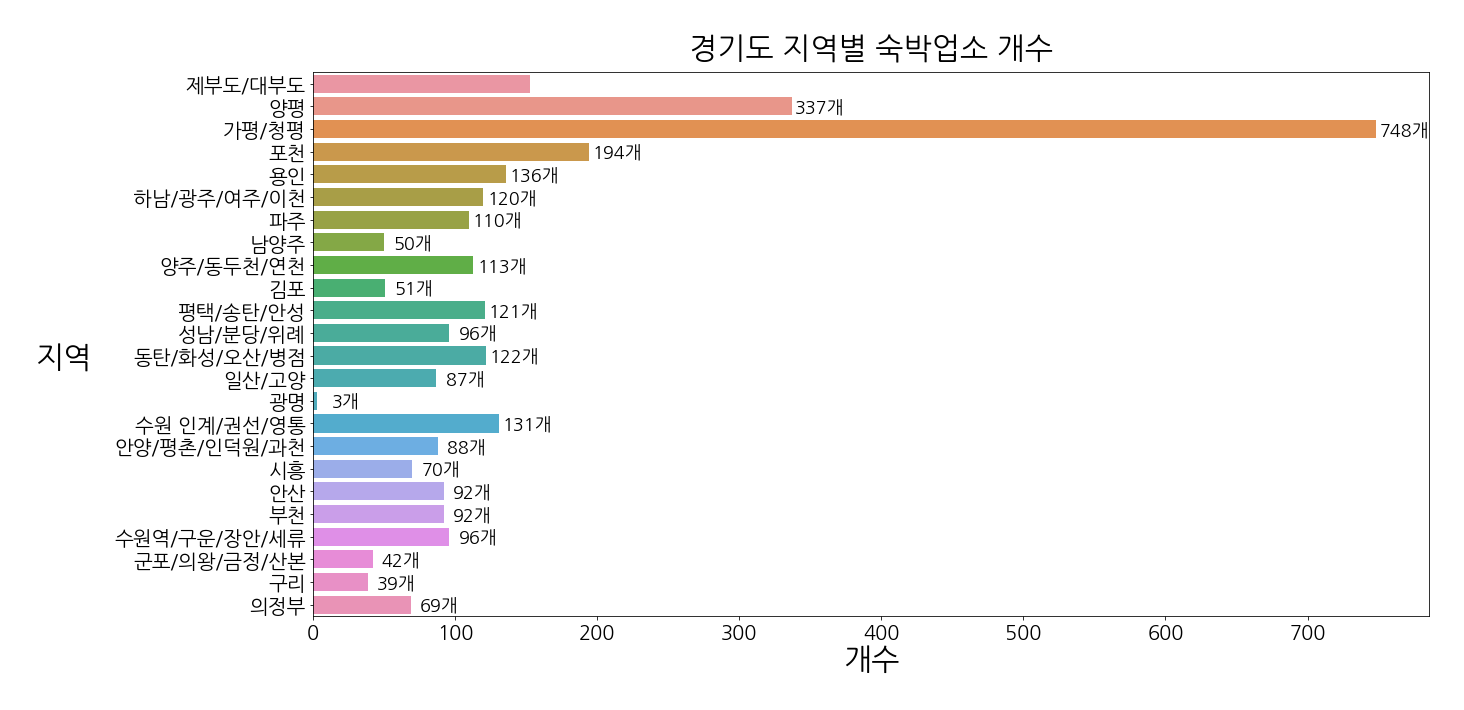 경기도 지역별 숙박업소 개수
제부도/대부도
양평 337개
가평/청평 748개
포천 194개
용인 136개
하남/광주/여주/이천 120개
파주 110개
남양주 50개
양주/동두천/연천 113개
김포 51개
평택/송탄/안성 121개
성남/분당/위례 96개
지역
동탄/화성/오산/병점 122개
일산/고양 87개
광명 3개
수원 인계/권선/영통 131개
안양/평촌/인덕원/과천 88개
시흥 70개
안산 92개
부천 92개
수원역/구운/장안/세류 96개
군포/의왕/금정/산본 42개
구리 39개
의정부 69개
0 100 200 300 400 500 600 700
개수